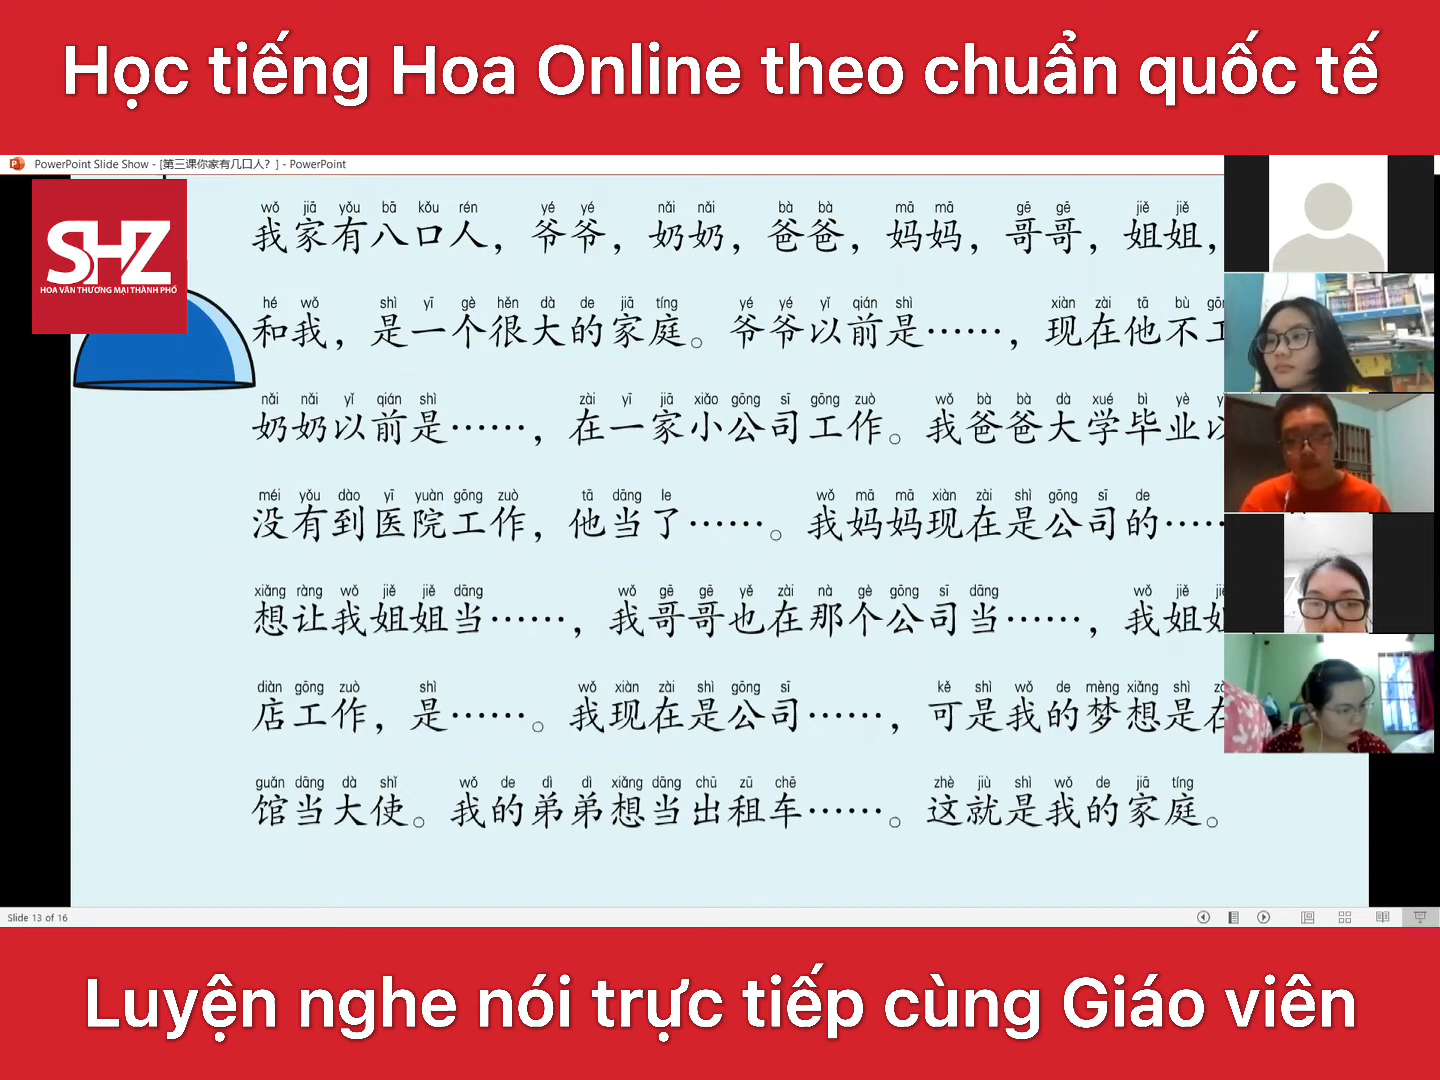 Học tiếng Hoa Online theo chuẩn quốc tế
PowerPoint Slide Show - [第三课你家有几口人? ] - PowerPoint
SHZ
HOA VĂN THƯƠNG MẠI THÀNH PHỐ
wǒ jiā yǒu bā kǒu rén yé yé nǎi nǎi bà bà mā mā gē gē jiě jiě
我家有八口人，爷爷，奶奶，爸爸，妈妈，哥哥，姐姐，
hé wǒ shì yī gè hěn dà de jiā tíng yé yé yǐ qián shì xiàn zài tā bù
和我，是一个很大的家庭。爷爷以前是……，现在他不
nǎi nǎi yǐ qián shì zài yī jiā xiǎo gōng sī gōng zuò wǒ bà bà dà xué bì yè
奶奶以前是……，在一家小公司工作。我爸爸大学毕业
méi yǒu dào yī yuàn gōng zuò tā dāng le wǒ mā mā xiàn zài shì gōng sī de
没有到医院工作，他当了……。我妈妈现在是公司的……
xiǎng ràng wǒ jiě jiě dāng wǒ gē gē yě zài nà gè gōng sī dāng wǒ jiě
想让我姐姐当……，我哥哥也在那个公司当……，我姐
diàn gōng zuò shì wǒ xiàn zài shì gōng sī kě shì wǒ de mèng xiǎng shì
店工作，是……。我现在是公司……，可是我的梦想是在
guǎn dāng dà shǐ wǒ de dì dì xiǎng dāng chū zū chē zhè jiù shì wǒ de jiā tíng
馆当大使。我的弟弟想当出租车……。这就是我的家庭。
Slide 13 of 16
Luyện nghe nói trực tiếp cùng Giáo viên